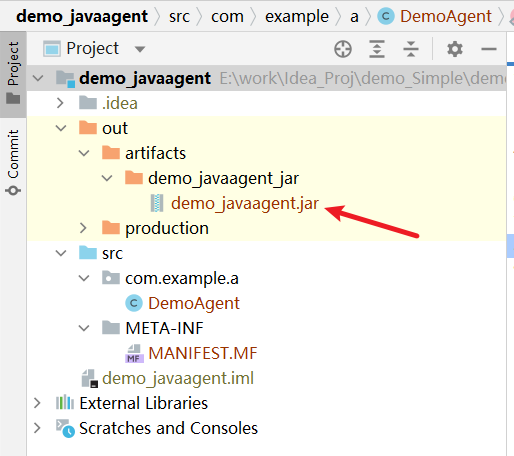 demo_javaagent › src › com › example › a › DemoAgent ›
Project
Project
Commit
demo_javaagent E:\work\Idea_Proj\demo_Simple\dem
.idea
out
artifacts
demo_javaagent_jar
demo_javaagent.jar
production
src
com.example.a
DemoAgent
META-INF
MANIFEST.MF
demo_javaagent.iml
External Libraries
Scratches and Consoles